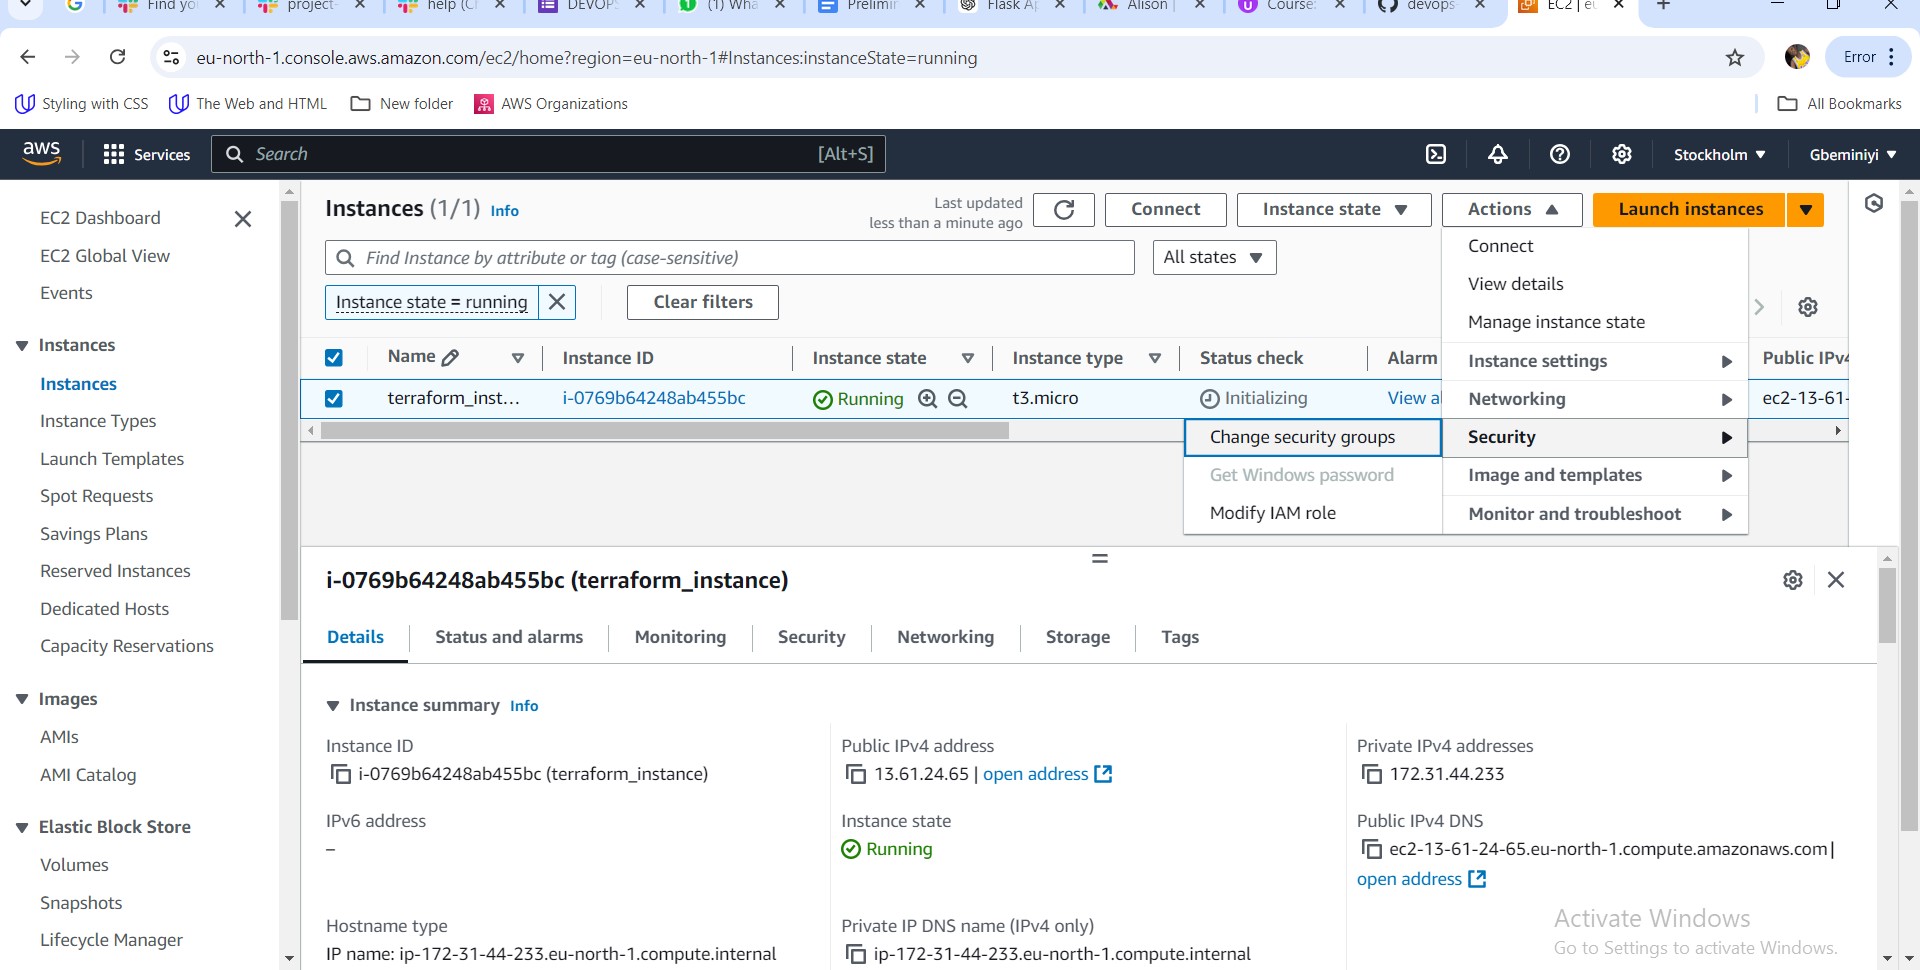 Find yo
project-
help (C
DEVOPS
(1) Wha
Prelimin
Flask Ap
Alison
Course:
devops-
EC2 | eu
eu-north-1.console.aws.amazon.com/ec2/home?region=eu-north-1#Instances:instanceState=running
Error
Styling with CSS
The Web and HTML
New folder
AWS Organizations
All Bookmarks
aws
Services
Search
[Alt+S]
Stockholm
Gbeminiyi
EC2 Dashboard
EC2 Global View
Events
Instances
Instances
Instance Types
Launch Templates
Spot Requests
Savings Plans
Reserved Instances
Dedicated Hosts
Capacity Reservations
Images
AMIs
AMI Catalog
Elastic Block Store
Volumes
Snapshots
Lifecycle Manager
Instances (1/1) Info
Last updated
less than a minute ago
Connect
Instance state
Actions
Launch instances
Find Instance by attribute or tag (case-sensitive)
All states
Instance state = running
Clear filters
Connect
View details
Manage instance state
Instance settings
Networking
Security
Image and templates
Monitor and troubleshoot
Change security groups
Get Windows password
Modify IAM role
Name
Instance ID
Instance state
Instance type
Status check
Alarm
Public IPv4
terraform_inst...
i-0769b64248ab455bc
Running
t3.micro
Initializing
View al
ec2-13-61-
i-0769b64248ab455bc (terraform_instance)
Details
Status and alarms
Monitoring
Security
Networking
Storage
Tags
Instance summary Info
Instance ID
i-0769b64248ab455bc (terraform_instance)
Public IPv4 address
13.61.24.65 | open address
Private IPv4 addresses
172.31.44.233
IPv6 address
–
Instance state
Running
Public IPv4 DNS
ec2-13-61-24-65.eu-north-1.compute.amazonaws.com |
open address
Hostname type
IP name: ip-172-31-44-233.eu-north-1.compute.internal
Private IP DNS name (IPv4 only)
ip-172-31-44-233.eu-north-1.compute.internal
Activate Windows
Go to Settings to activate Windows.